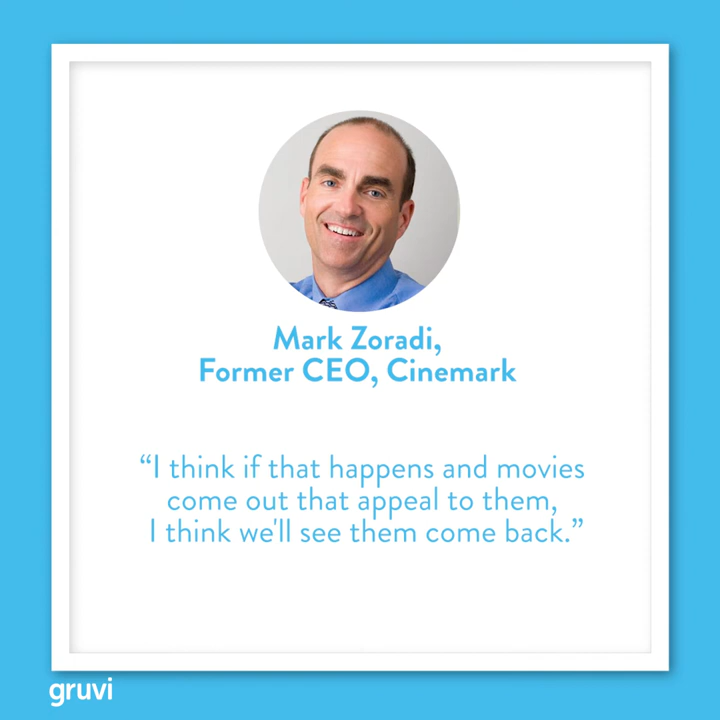 Mark Zoradi,
Former CEO, Cinemark
“I think if that happens and movies
come out that appeal to them,
I think we'll see them come back.”
gruvi